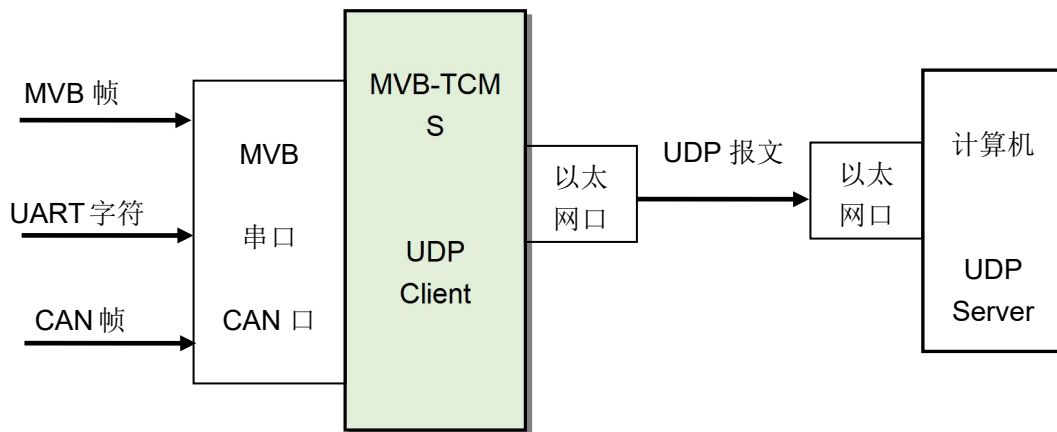 MVB 帧
UART 字符
CAN 帧
MVB
串口
CAN 口
MVB-TCM
S
UDP
Client
以太
网口
UDP 报文
以太
网口
计算机
UDP
Server